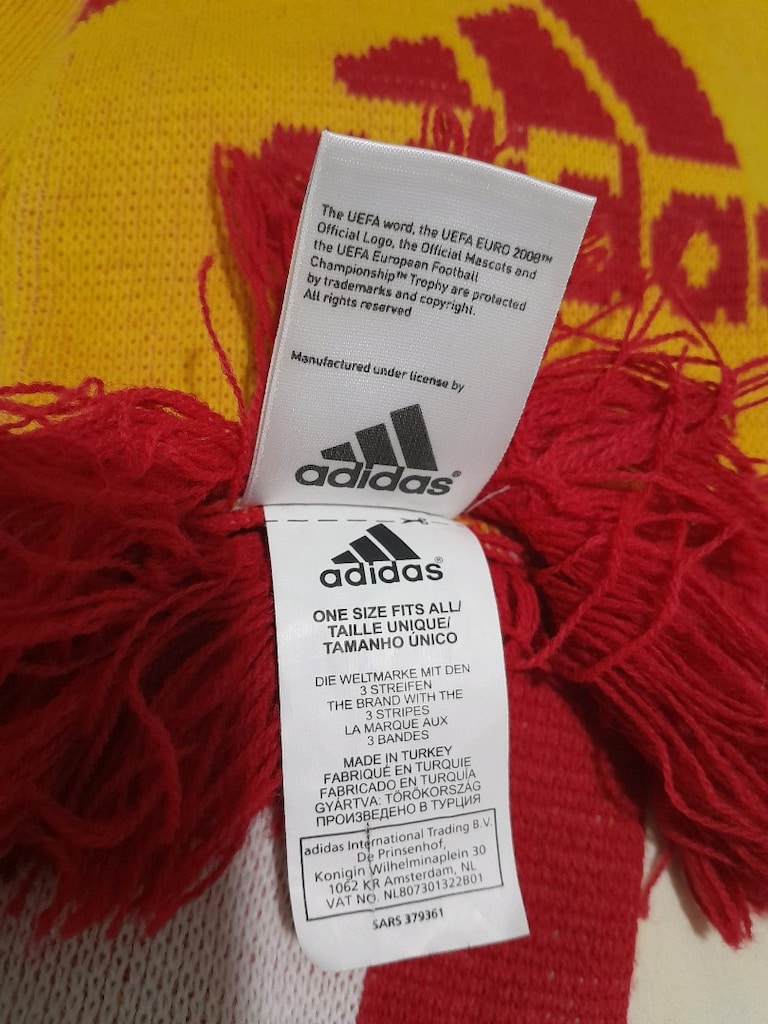 adidas
The UEFA word, the UEFA EURO 2008™
Official Logo, the Official Mascots and
the UEFA European Football
Championship™ Trophy are protected
by trademarks and copyright.
All rights reserved
Manufactured under license by
adidas®
adidas®
ONE SIZE FITS ALL/
TAILLE UNIQUE/
TAMANHO ÚNICO
DIE WELTMARKE MIT DEN
3 STREIFEN
THE BRAND WITH THE
3 STRIPES
LA MARQUE AUX
3 BANDES
MADE IN TURKEY
FABRIQUÉ EN TURQUIE
FABRICADO EN TURQUÍA
GYÁRTVA: TÖRÖKORSZÁG
ПРОИЗВЕДЕНО В ТУРЦИЯ
adidas International Trading B.V.
De Prinsenhof,
Konigin Wilhelminaplein 30
1062 KR Amsterdam, NL
VAT NO. NL807301322B01
SARS 379361